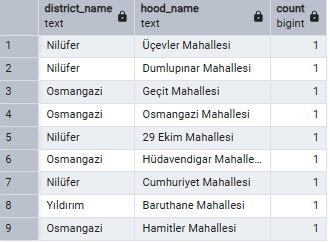 district_name hood_name count
text text bigint
1 Nilüfer Üçevler Mahallesi 1
2 Nilüfer Dumlupınar Mahallesi 1
3 Osmangazi Geçit Mahallesi 1
4 Osmangazi Osmangazi Mahallesi 1
5 Nilüfer 29 Ekim Mahallesi 1
6 Osmangazi Hüdavendigar Mahalle... 1
7 Nilüfer Cumhuriyet Mahallesi 1
8 Yıldırım Baruthane Mahallesi 1
9 Osmangazi Hamitler Mahallesi 1